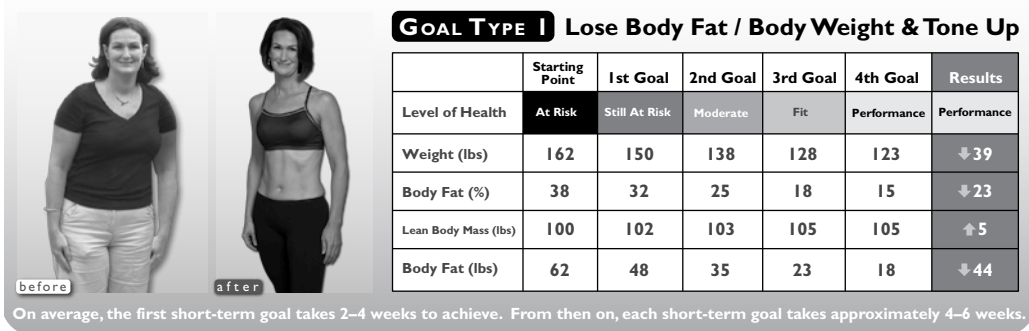 GOAL TYPE 1 Lose Body Fat / Body Weight & Tone Up
Starting Point 1st Goal 2nd Goal 3rd Goal 4th Goal Results
Level of Health At Risk Still At Risk Moderate Fit Performance Performance
Weight (lbs) 162 150 138 128 123 39
Body Fat (%) 38 32 25 18 15 23
Lean Body Mass (lbs) 100 102 103 105 105 5
Body Fat (lbs) 62 48 35 23 18 44
before after
On average, the first short-term goal takes 2–4 weeks to achieve. From then on, each short-term goal takes approximately 4–6 weeks.